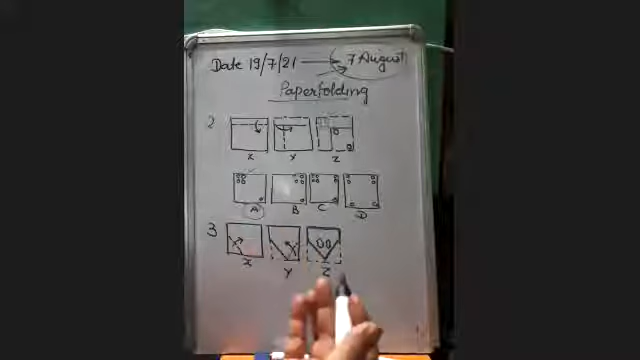 Date 19/7/21 7 August
Paperfolding
2
X Y Z
A B C D
3
X Y Z